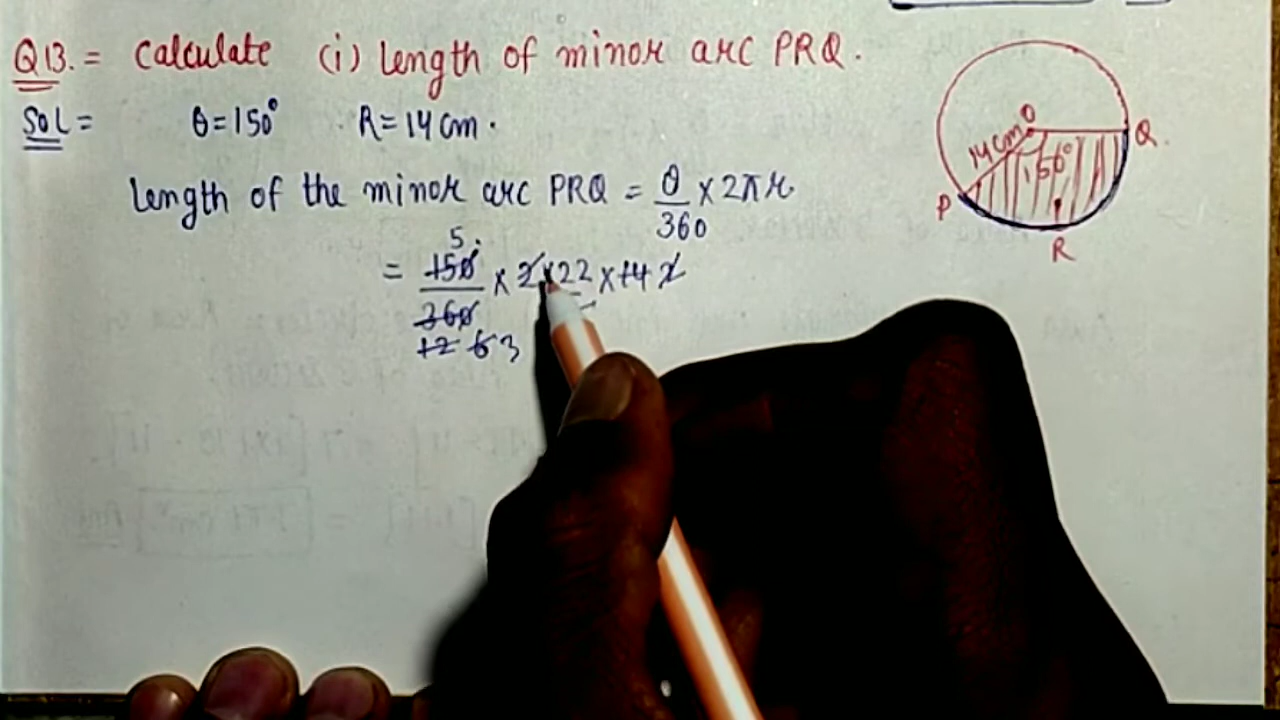 Q13. = Calculate (i) Length of minor arc PRQ.
Sol = θ=150° R=14 cm.
Length of the minor arc PRQ = θ/360 × 2πr
5
= 150/360 × 2×22 × 14 2
12 6 3
O
14cm
150°
Q
P
R